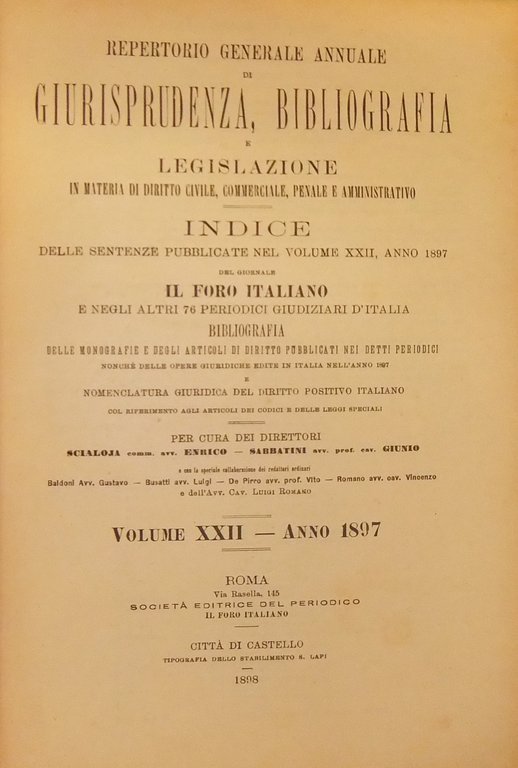 REPERTORIO GENERALE ANNUALE
DI
GIURISPRUDENZA, BIBLIOGRAFIA
E
LEGISLAZIONE
IN MATERIA DI DIRITTO CIVILE, COMMERCIALE, PENALE E AMMINISTRATIVO
INDICE
DELLE SENTENZE PUBBLICATE NEL VOLUME XXII, ANNO 1897
DEL GIORNALE
IL FORO ITALIANO
E NEGLI ALTRI 76 PERIODICI GIUDIZIARI D'ITALIA
BIBLIOGRAFIA
DELLE MONOGRAFIE E DEGLI ARTICOLI DI DIRITTO PUBBLICATI NEI DETTI PERIODICI
NONCHÈ DELLE OPERE GIURIDICHE EDITE IN ITALIA NELL'ANNO 1897
E
NOMENCLATURA GIURIDICA DEL DIRITTO POSITIVO ITALIANO
COL RIFERIMENTO AGLI ARTICOLI DEI CODICI E DELLE LEGGI SPECIALI
PER CURA DEI DIRETTORI
SCIALOJA comm. avv. ENRICO — SABBATINI avv. prof. cav. GIUNIO
e con la speciale collaborazione dei redattori ordinari
Baldoni Avv. Gustavo — Busatti avv. Luigi — De Pirro avv. prof. Vito — Romano avv. cav. Vincenzo
e dell'Avv. Cav. Luigi Romano
VOLUME XXII — ANNO 1897
ROMA
Via Rasella, 145
SOCIETÀ EDITRICE DEL PERIODICO
IL FORO ITALIANO
CITTÀ DI CASTELLO
TIPOGRAFIA DELLO STABILIMENTO S. LAPI
1898